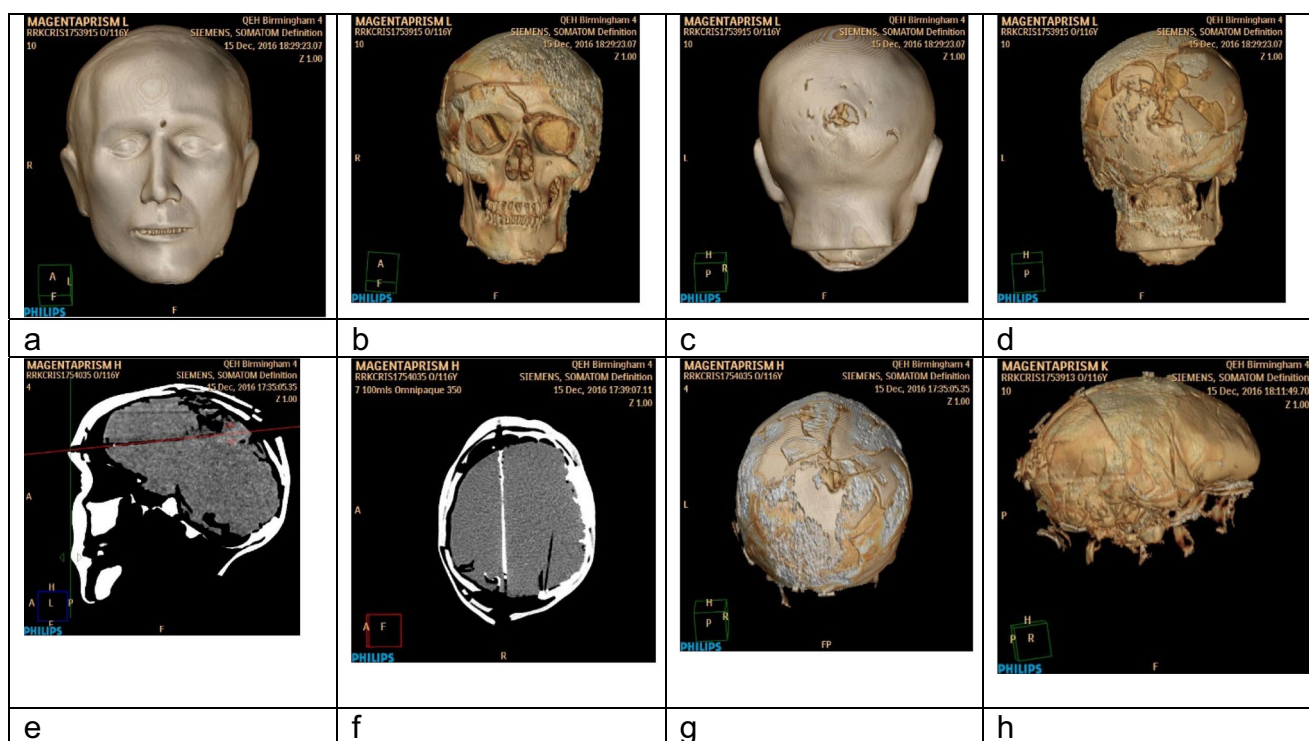 MAGENTAPRISM L
QEH Birmingham 4
RRKCRIS1753915 O/116Y
SIEMENS, SOMATOM Definition
15 Dec, 2016 18:29:23.07
10
Z 1.00
R
A
L
F
PHILIPS
F
MAGENTAPRISM L
QEH Birmingham 4
RRKCRIS1753915 O/116Y
SIEMENS, SOMATOM Definition
15 Dec, 2016 18:29:23.07
10
Z 1.00
R
A
F
PHILIPS
F
MAGENTAPRISM L
QEH Birmingham 4
RRKCRIS1753915 O/116Y
SIEMENS, SOMATOM Definition
15 Dec, 2016 18:29:23.07
10
Z 1.00
L
H
R
P
PHILIPS
F
MAGENTAPRISM L
QEH Birmingham 4
RRKCRIS1753915 O/116Y
SIEMENS, SOMATOM Definition
15 Dec, 2016 18:29:23.07
10
Z 1.00
L
H
P
PHILIPS
F
a
b
c
d
MAGENTAPRISM H
QEH Birmingham 4
RRKCRIS1754035 O/116Y
SIEMENS, SOMATOM Definition
4
15 Dec, 2016 17:35:05.35
Z 1.00
A
H
A L P
F
PHILIPS
F
MAGENTAPRISM H
QEH Birmingham 4
RRKCRIS1754035 O/116Y
SIEMENS, SOMATOM Definition
7 100mls Omnipaque 350
15 Dec, 2016 17:39:07.11
Z 1.00
A
A F
PHILIPS
R
MAGENTAPRISM H
QEH Birmingham 4
RRKCRIS1754035 O/116Y
SIEMENS, SOMATOM Definition
4
15 Dec, 2016 17:35:05.35
Z 1.00
L
H
R
P
PHILIPS
FP
MAGENTAPRISM K
QEH Birmingham 4
RRKCRIS1753913 O/116Y
SIEMENS, SOMATOM Definition
10
15 Dec, 2016 18:11:49.70
Z 1.00
P
H
P R
PHILIPS
F
e
f
g
h